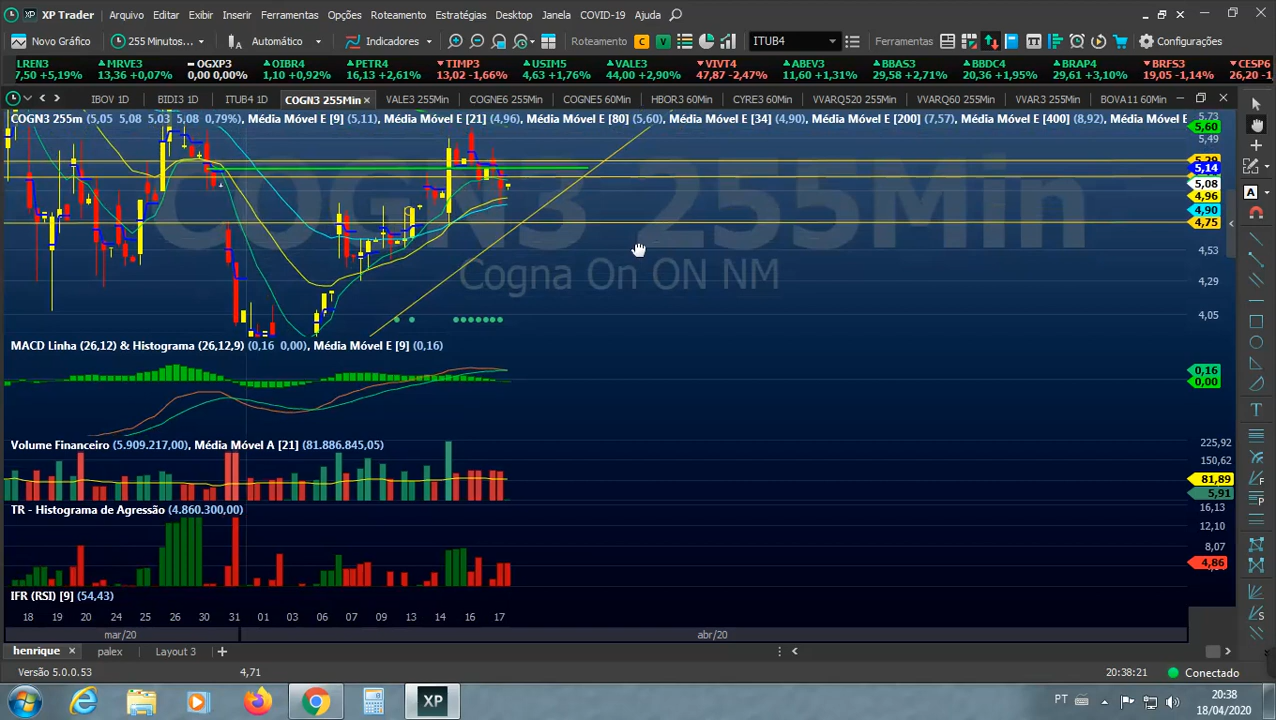 XP Trader Arquivo Editar Exibir Inserir Ferramentas Opções Roteamento Estratégias Desktop Janela COVID-19 Ajuda
Novo Gráfico 255 Minutos... Automático Indicadores Roteamento C V ITUB4 Ferramentas Configurações
LREN3 MRVE3 OGXP3 OIBR4 PETR4 TIMP3 USIM5 VALE3 VIVT4 ABEV3 BBAS3 BBDC4 BRAP4 BRFS3 CESP6
7,50 +5,19% 13,36 +0,07% 0,00 0,00% 1,10 +0,92% 16,13 +2,61% 13,02 -1,66% 4,63 +1,76% 44,00 +2,90% 47,87 -2,47% 11,60 +1,31% 29,58 +2,71% 20,36 +1,95% 29,61 +3,10% 19,05 -1,14% 26,20
IBOV 1D BIDI3 1D ITUB4 1D COGN3 255Min VALE3 255Min COGNE6 255Min COGNE5 60Min HBOR3 60Min CYRE3 60Min VVARQ520 255Min VVARQ60 255Min VVAR3 255Min BOVA11 60Min
COGN3 255m (5,05 5,08 5,03 5,08 0,79%), Média Móvel E [9] (5,11), Média Móvel E [21] (4,96), Média Móvel E [80] (5,60), Média Móvel E [34] (4,90), Média Móvel E [200] (7,57), Média Móvel E [400] (8,92), Média Móvel E
5,73
5,60
5,49
5,29
5,14
5,08
4,96
4,90
4,75
4,53
4,29
4,05
COGN3 255Min
Cogna On ON NM
MACD Linha (26,12) & Histograma (26,12,9) (0,16 0,00), Média Móvel E [9] (0,16)
0,16
0,00
Volume Financeiro (5.909.217,00), Média Móvel A [21] (81.886.845,05)
225,92
150,62
81,89
5,91
TR - Histograma de Agressão (4.860.300,00)
16,13
12,10
8,07
4,86
IFR (RSI) [9] (54,43)
18 19 20 24 25 26 30 31 01 02 03 06 07 09 13 14 16 17
mar/20 abr/20
henrique palex Layout 3
Versão 5.0.0.53 4,71 20:38:21 Conectado
XP PT 20:38
18/04/2020